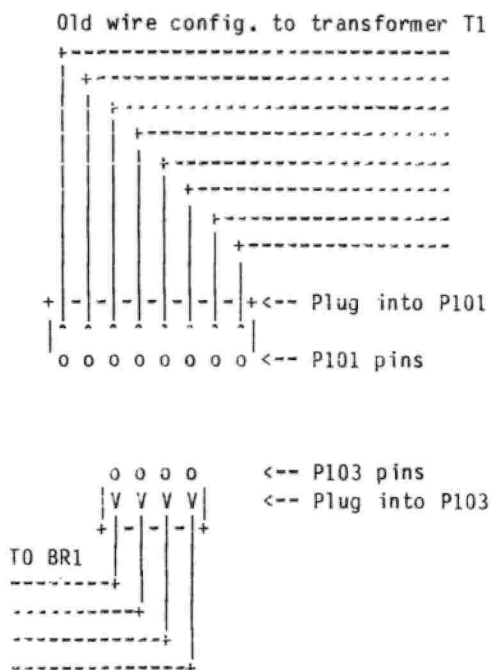 Old wire config. to transformer T1
<-- Plug into P101
o o o o o o o o <-- P101 pins
o o o o <-- P103 pins
V V V V <-- Plug into P103
TO BR1